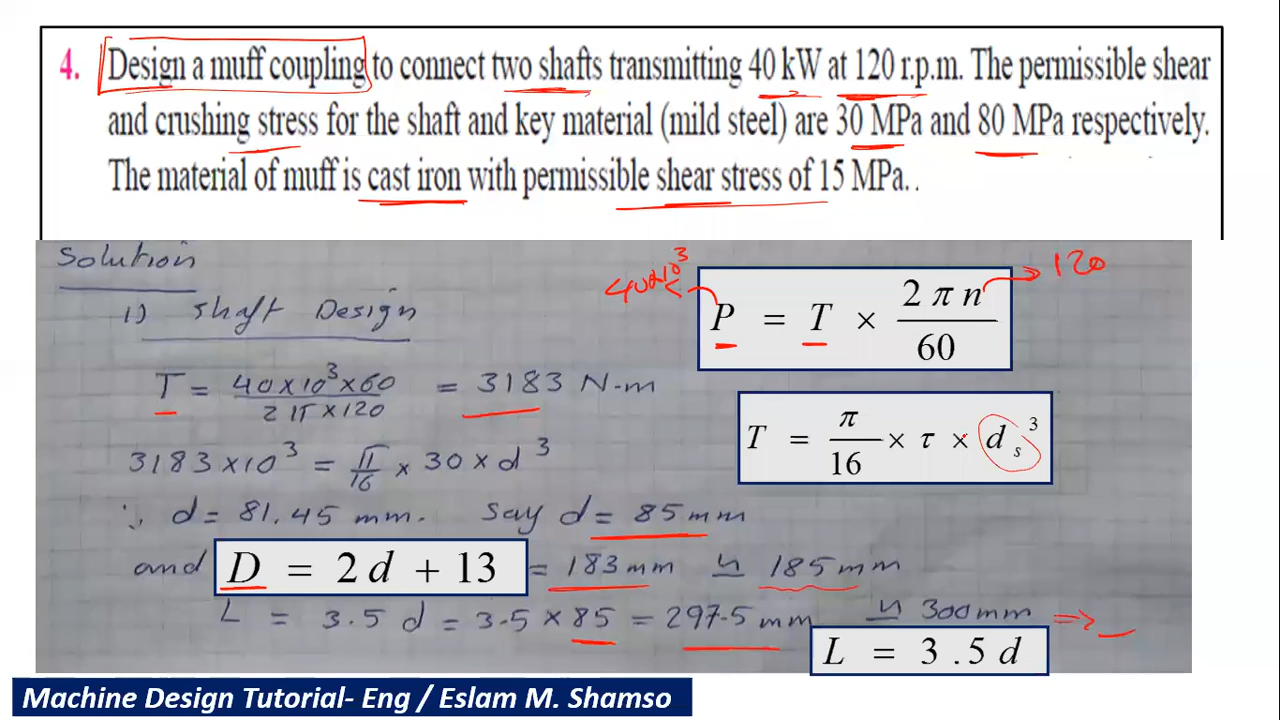 4. Design a muff coupling to connect two shafts transmitting 40 kW at 120 r.p.m. The permissible shear
and crushing stress for the shaft and key material (mild steel) are 30 MPa and 80 MPa respectively.
The material of muff is cast iron with permissible shear stress of 15 MPa. .
Solution
1) Shaft Design
40x10³
120
P = T × 2 π n / 60
T = 40 x 10³ x 60 / 2 π x 120 = 3183 N-m
T = π / 16 × τ × d s ³
3183 x 10³ = π/16 x 30 x d³
∴ d = 81.45 mm. say d = 85 mm
and D = 2d + 13 = 183 mm ≃ 185 mm
L = 3.5 d = 3.5 x 85 = 297.5 mm ≃ 300 mm ⇒
L = 3 .5 d
Machine Design Tutorial- Eng / Eslam M. Shamso